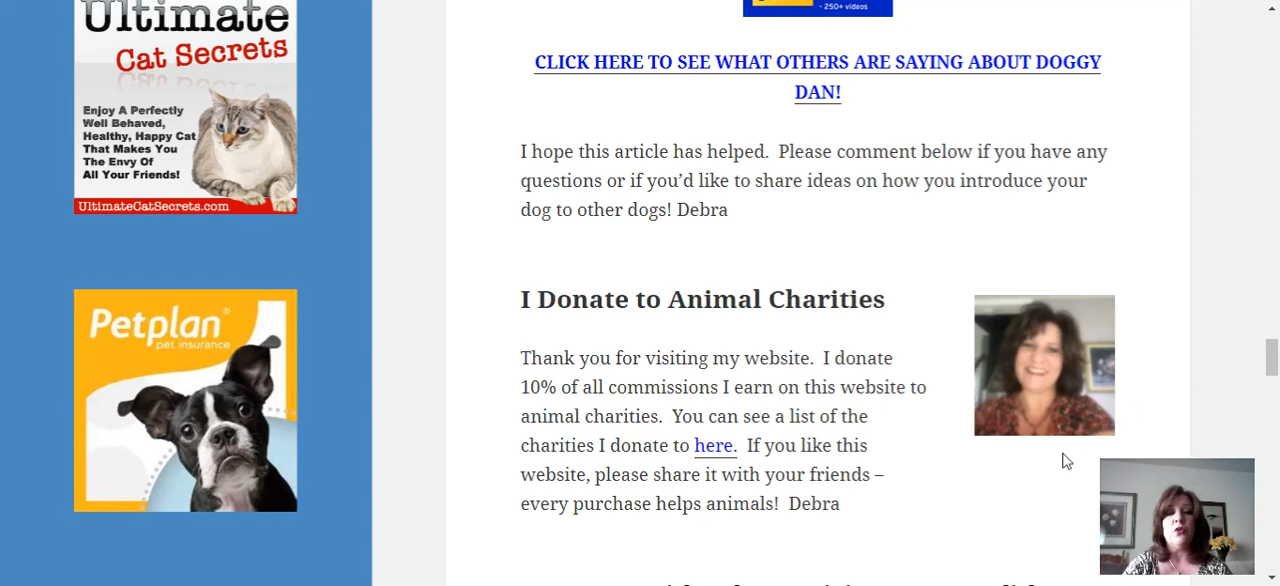 Ultimate
Cat Secrets
Enjoy A Perfectly
Well Behaved,
Healthy, Happy Cat
That Makes You
The Envy Of
All Your Friends!
UltimateCatSecrets.com
Petplan®
pet insurance
- 250+ videos
CLICK HERE TO SEE WHAT OTHERS ARE SAYING ABOUT DOGGY
DAN!
I hope this article has helped.  Please comment below if you have any
questions or if you’d like to share ideas on how you introduce your
dog to other dogs! Debra
I Donate to Animal Charities
Thank you for visiting my website.  I donate
10% of all commissions I earn on this website to
animal charities.  You can see a list of the
charities I donate to here.  If you like this
website, please share it with your friends –
every purchase helps animals!  Debra